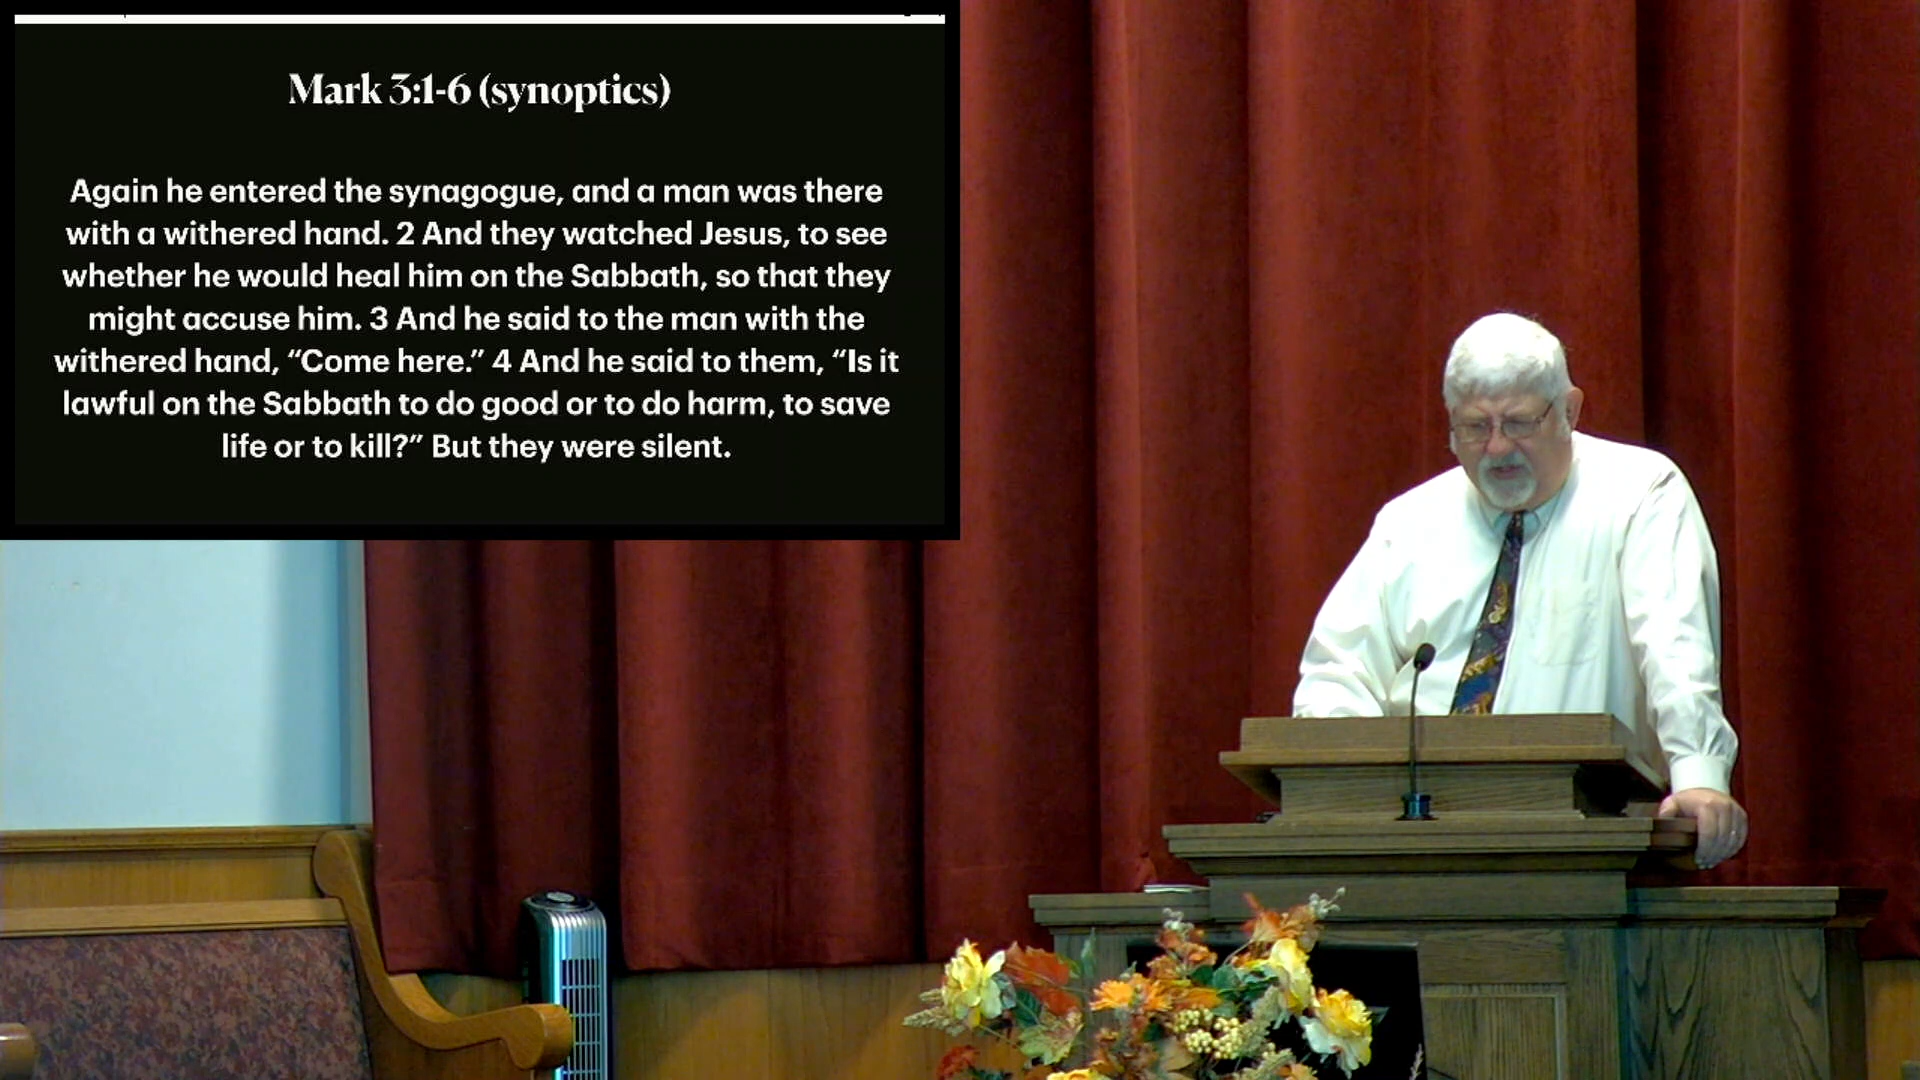 Mark 3:1-6 (synoptics)
Again he entered the synagogue, and a man was there
with a withered hand. 2 And they watched Jesus, to see
whether he would heal him on the Sabbath, so that they
might accuse him. 3 And he said to the man with the
withered hand, “Come here.” 4 And he said to them, “Is it
lawful on the Sabbath to do good or to do harm, to save
life or to kill?” But they were silent.